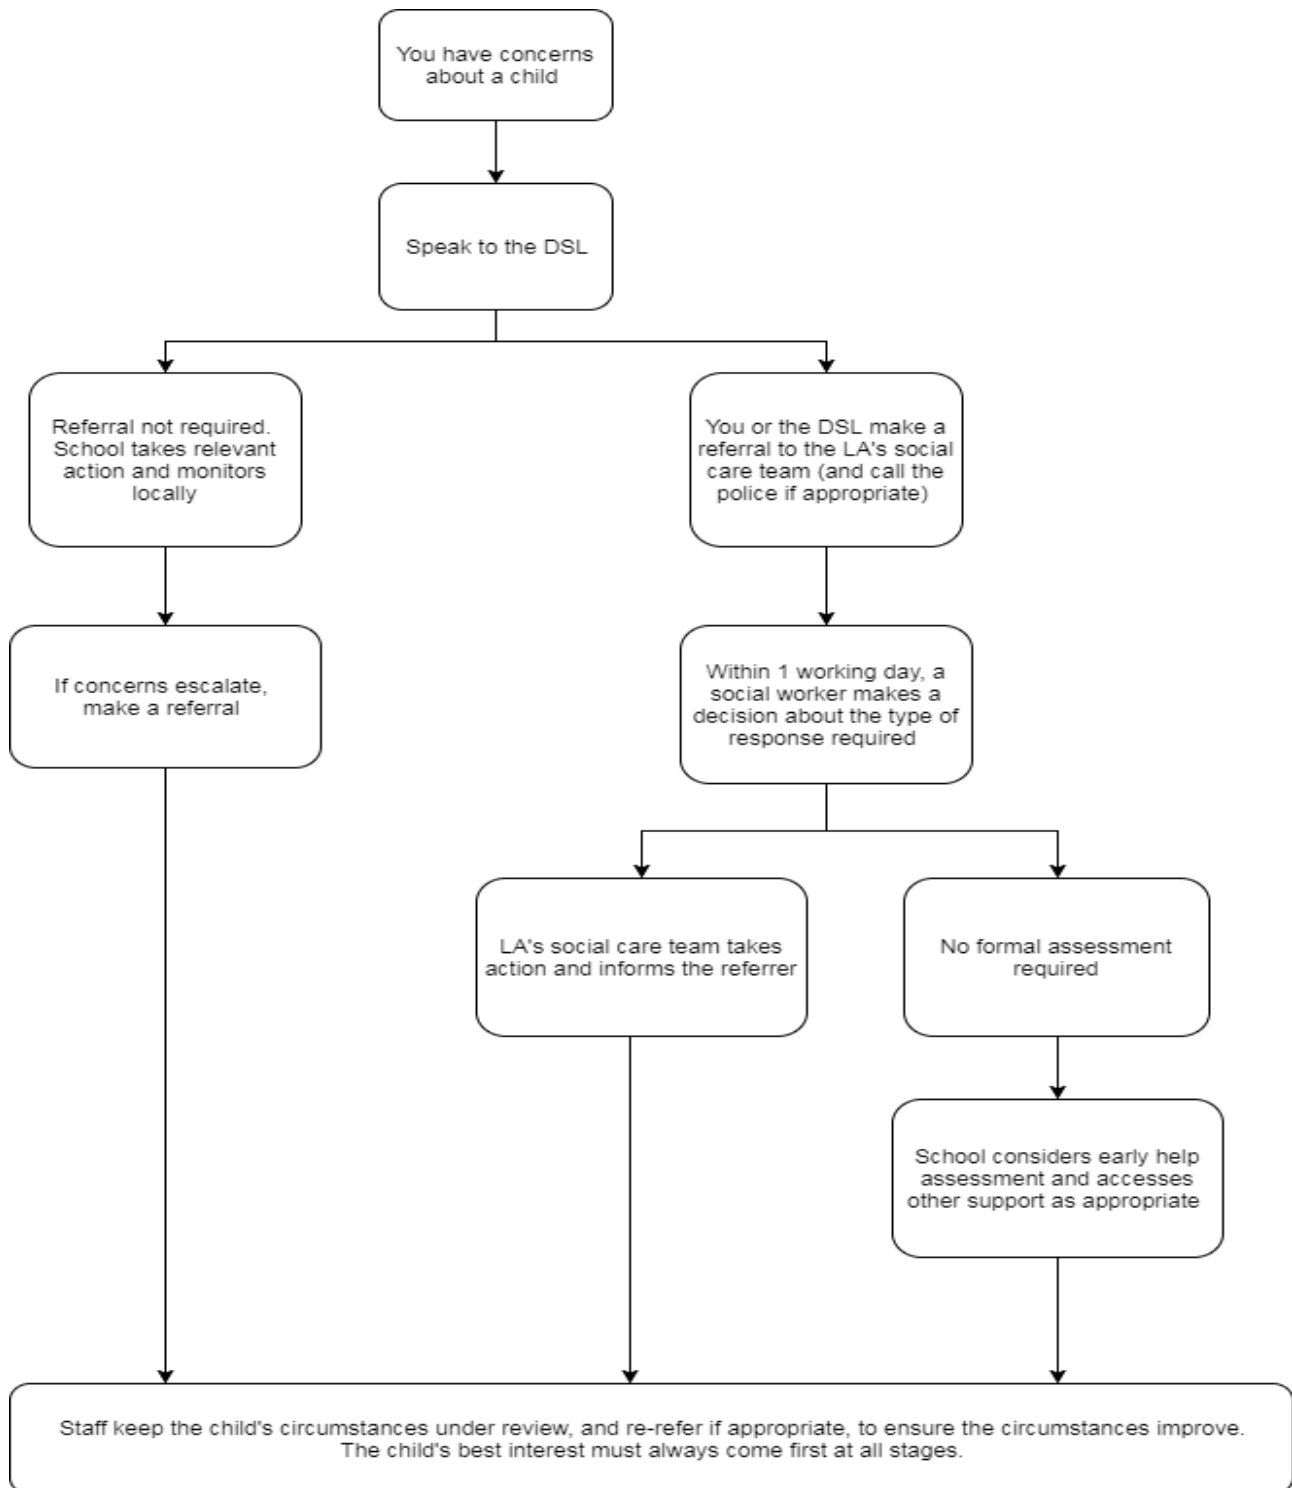 You have concerns
about a child
Speak to the DSL
Referral not required.
School takes relevant
action and monitors
locally
You or the DSL make a
referral to the LA's social
care team (and call the
police if appropriate)
If concerns escalate,
make a referral
Within 1 working day, a
social worker makes a
decision about the type of
response required
LA's social care team takes
action and informs the referrer
No formal assessment
required
School considers early help
assessment and accesses
other support as appropriate
Staff keep the child's circumstances under review, and re-refer if appropriate, to ensure the circumstances improve.
The child's best interest must always come first at all stages.